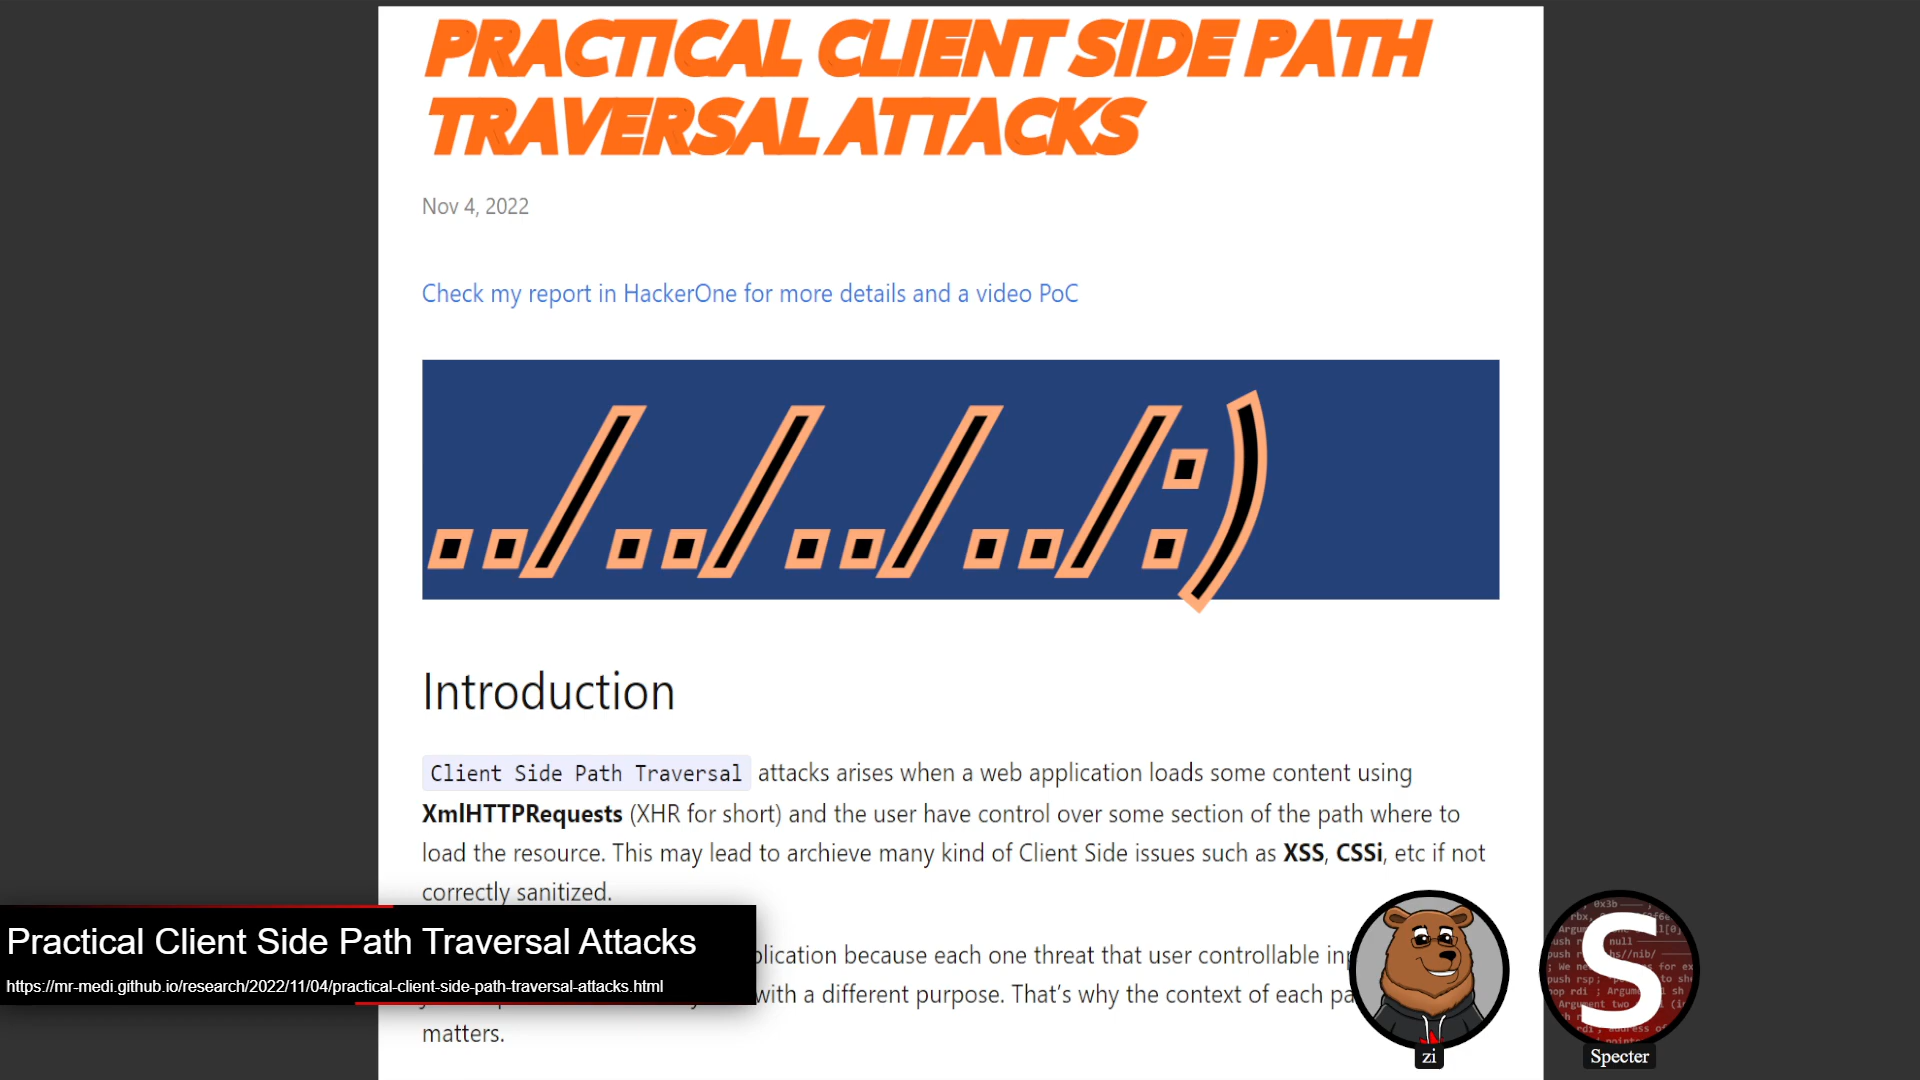 PRACTICAL CLIENT SIDE PATH
TRAVERSAL ATTACKS
Nov 4, 2022
Check my report in HackerOne for more details and a video PoC
../../../../:)
Introduction
Client Side Path Traversal attacks arises when a web application loads some content using
XmlHTTPRequests (XHR for short) and the user have control over some section of the path where to
load the resource. This may lead to archieve many kind of Client Side issues such as XSS, CSSi, etc if not
correctly sanitized.
because each one threat that user controllable
with a different purpose. That's why the context of each
matters.
Practical Client Side Path Traversal Attacks
https://mr-medi.github.io/research/2022/11/04/practical-client-side-path-traversal-attacks.html
zi
S
Specter